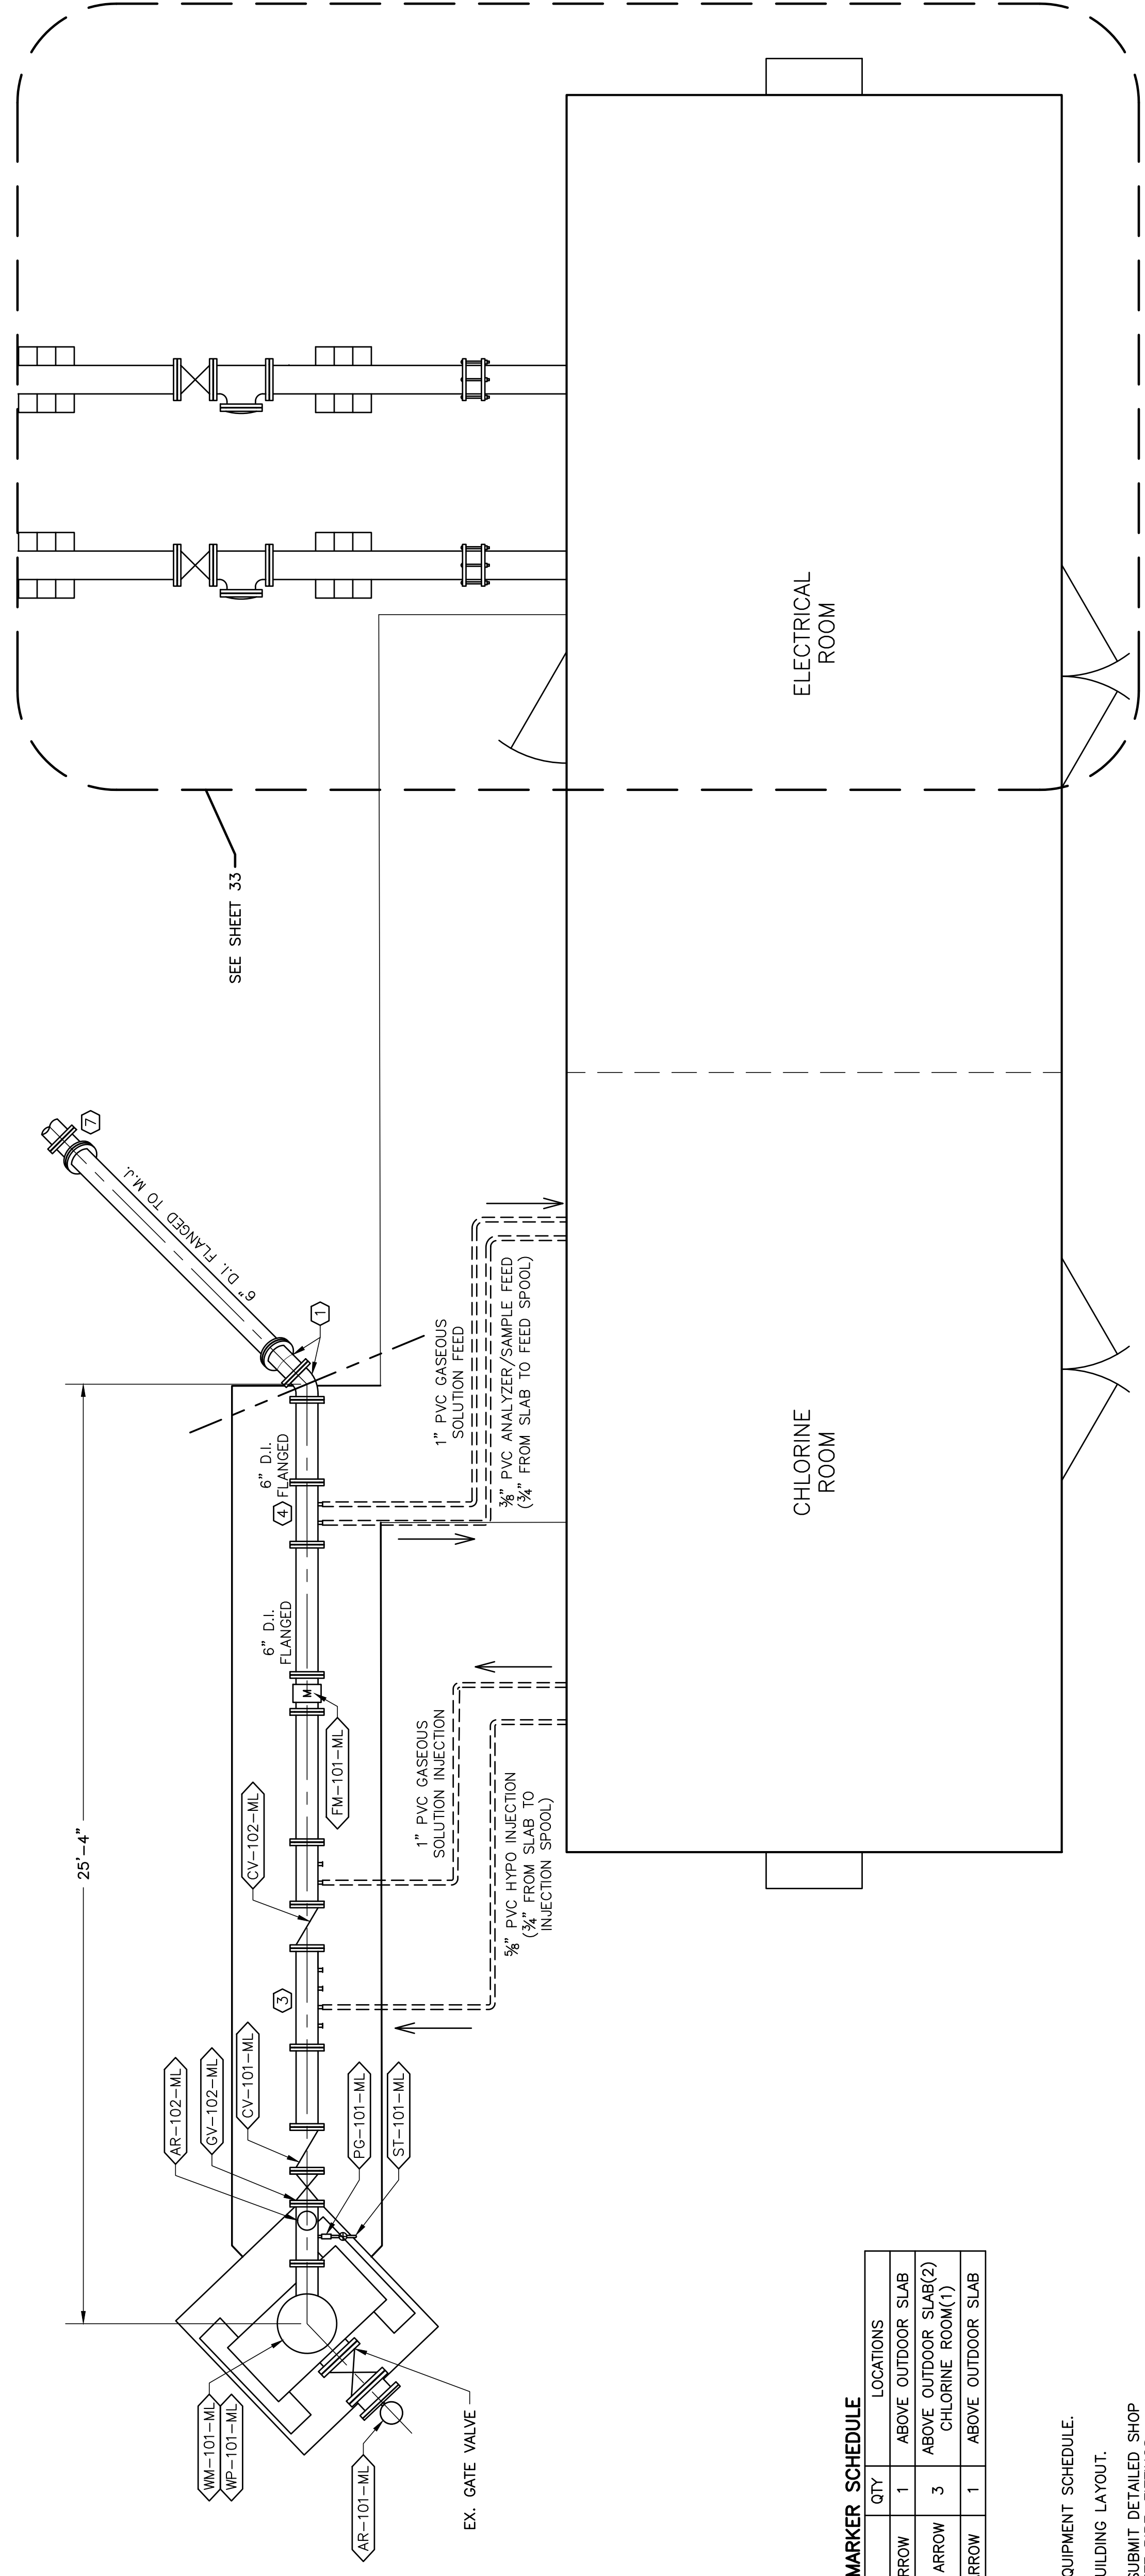 SEE SHEET 33
ELECTRICAL
ROOM
7
6" D.I. FLANGED TO M.J.
1
25'-4"
1" PVC GASEOUS
SOLUTION FEED
⅜" PVC ANALYZER/SAMPLE FEED
(¾" FROM SLAB TO FEED SPOOL)
6" D.I.
FLANGED
4
6" D.I.
FLANGED
M
FM-101-ML
CHLORINE
ROOM
1" PVC GASEOUS
SOLUTION INJECTION
⅝" PVC HYPO INJECTION
(¾" FROM SLAB TO
INJECTION SPOOL)
CV-102-ML
3
CV-101-ML
GV-102-ML
AR-102-ML
PG-101-ML
ST-101-ML
WM-101-ML
WP-101-ML
AR-101-ML
EX. GATE VALVE
MARKER SCHEDULE
QTY LOCATIONS
ARROW 1 ABOVE OUTDOOR SLAB
ARROW 3 ABOVE OUTDOOR SLAB(2)
CHLORINE ROOM(1)
ARROW 1 ABOVE OUTDOOR SLAB
QUIPMENT SCHEDULE.
UILDING LAYOUT.
SUBMIT DETAILED SHOP